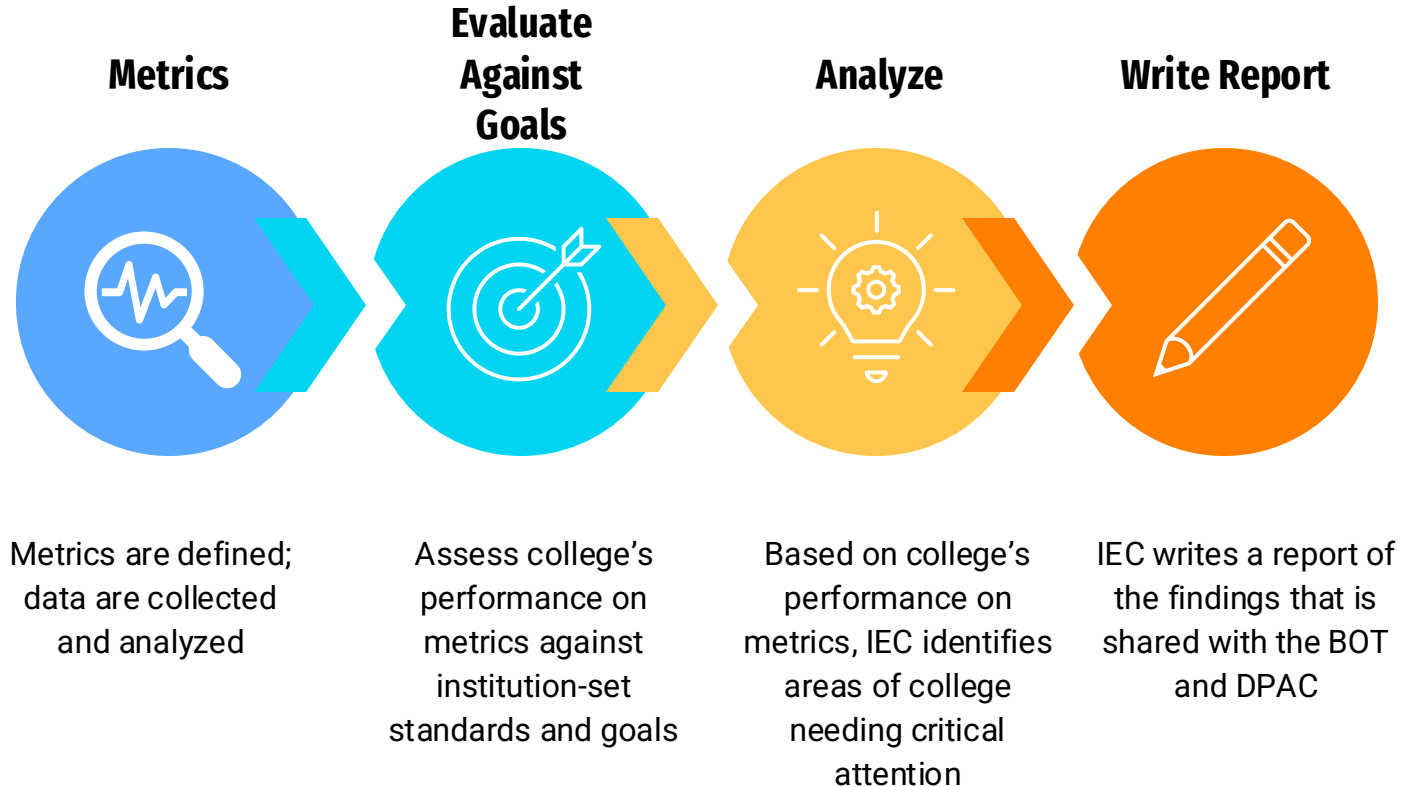 Metrics
Evaluate
Against
Goals
Analyze
Write Report
Metrics are defined;
data are collected
and analyzed
Assess college’s
performance on
metrics against
institution-set
standards and goals
Based on college’s
performance on
metrics, IEC identifies
areas of college
needing critical
attention
IEC writes a report of
the findings that is
shared with the BOT
and DPAC